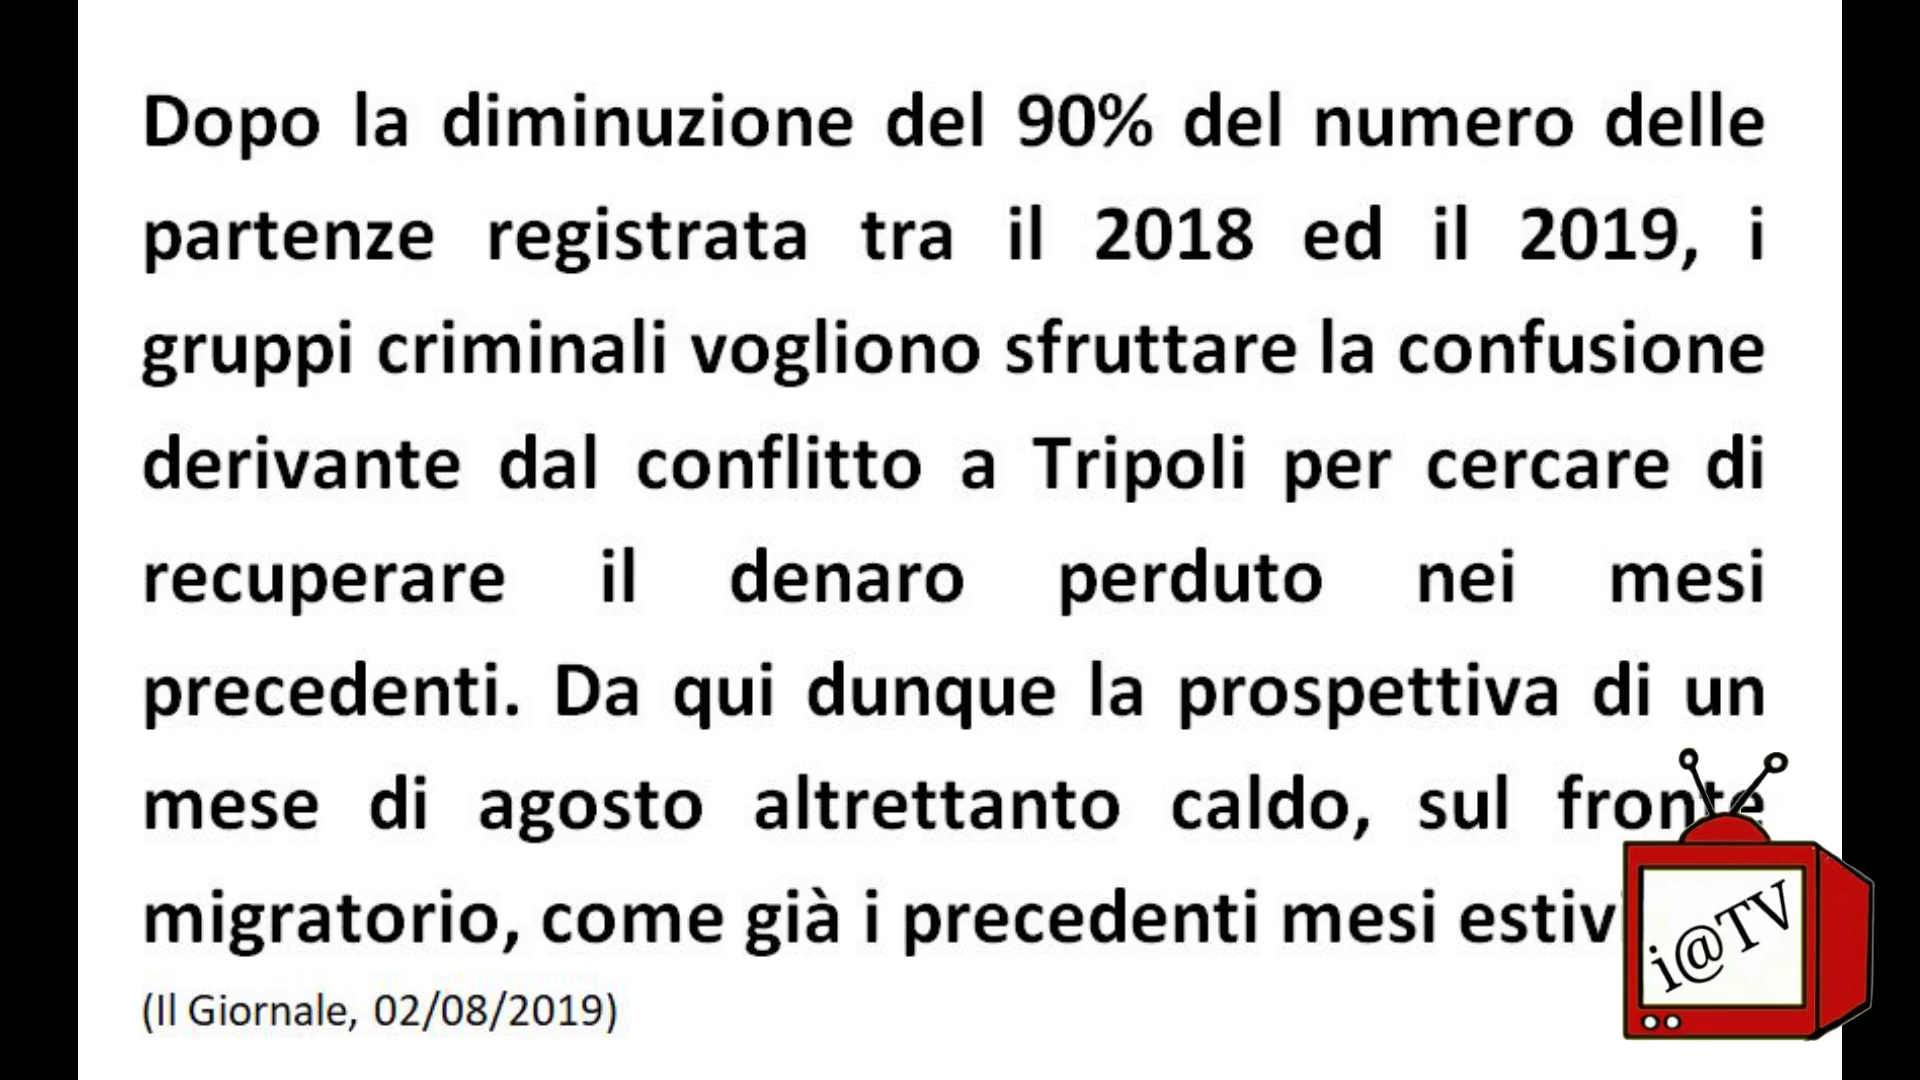 Dopo la diminuzione del 90% del numero delle
partenze registrata tra il 2018 ed il 2019, i
gruppi criminali vogliono sfruttare la confusione
derivante dal conflitto a Tripoli per cercare di
recuperare il denaro perduto nei mesi
precedenti. Da qui dunque la prospettiva di un
mese di agosto altrettanto caldo, sul fronte
migratorio, come già i precedenti mesi estivi
(Il Giornale, 02/08/2019)
i@TV